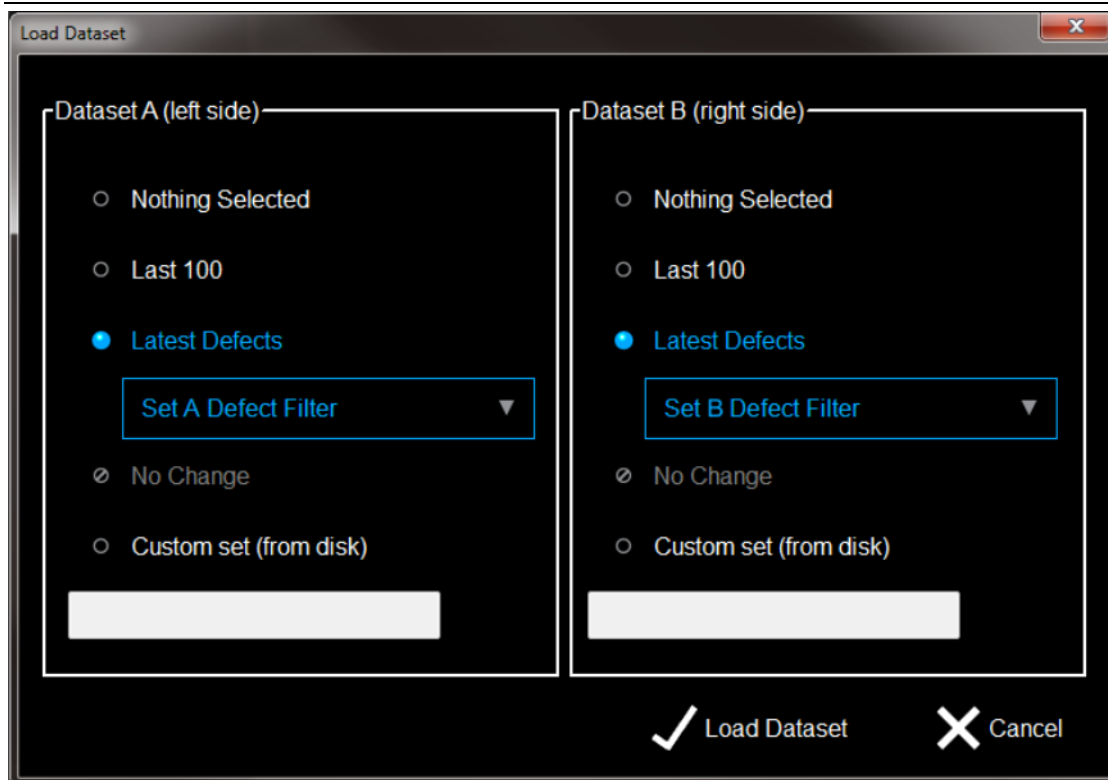 Load Dataset
Dataset A (left side)
Nothing Selected
Last 100
Latest Defects
Set A Defect Filter
No Change
Custom set (from disk)
Dataset B (right side)
Nothing Selected
Last 100
Latest Defects
Set B Defect Filter
No Change
Custom set (from disk)
Load Dataset
Cancel